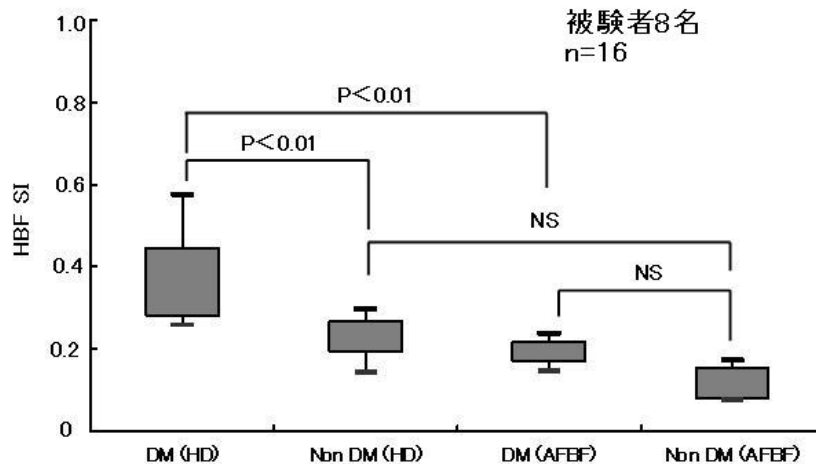 被験者8名
n=16
1.0
0.8
0.6
0.4
0.2
0
HBF SI
P<0.01
P<0.01
NS
NS
DM (HD)
Non DM (HD)
DM (AFBF)
Non DM (AFBF)